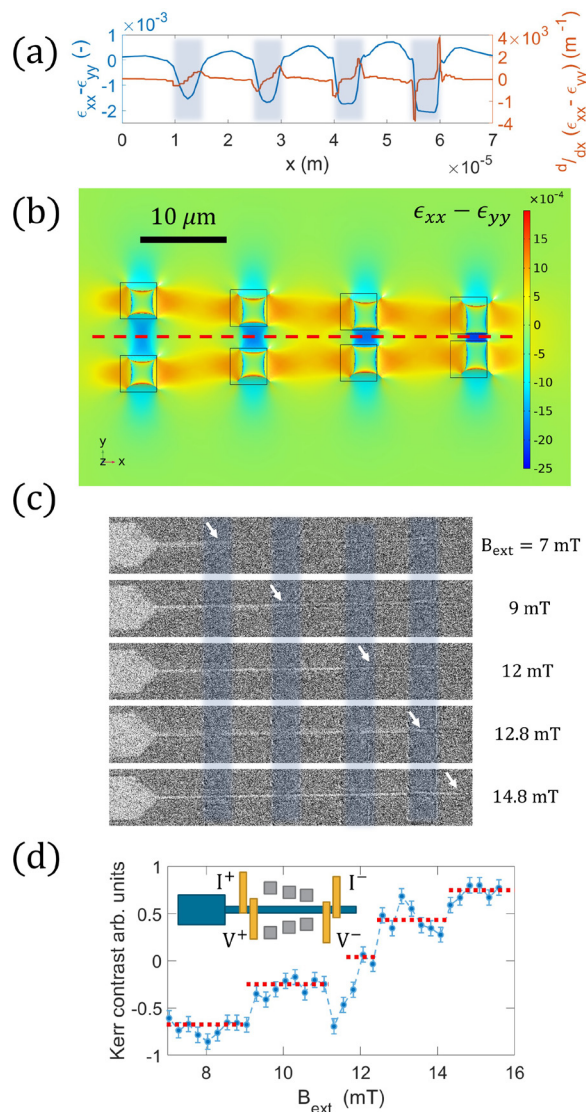 (a)
×10⁻³
×10³
1
0
-1
-2
ϵxx-ϵyy (-)
4
2
0
-2
d/dx (ϵxx - ϵyy) (m⁻¹)
0 1 2 3 4 5 6 7
x (m)
×10⁻⁵
(b)
10 μm
ϵxx − ϵyy
×10⁻⁴
20
15
10
5
0
-5
-10
-15
-20
-25
y
z x
(c)
Bext = 7 mT
9 mT
12 mT
12.8 mT
14.8 mT
(d)
Kerr contrast arb. units
1
0.5
0
-0.5
-1
I⁺ I⁻
V⁺ V⁻
8 10 12 14 16
Bext (mT)